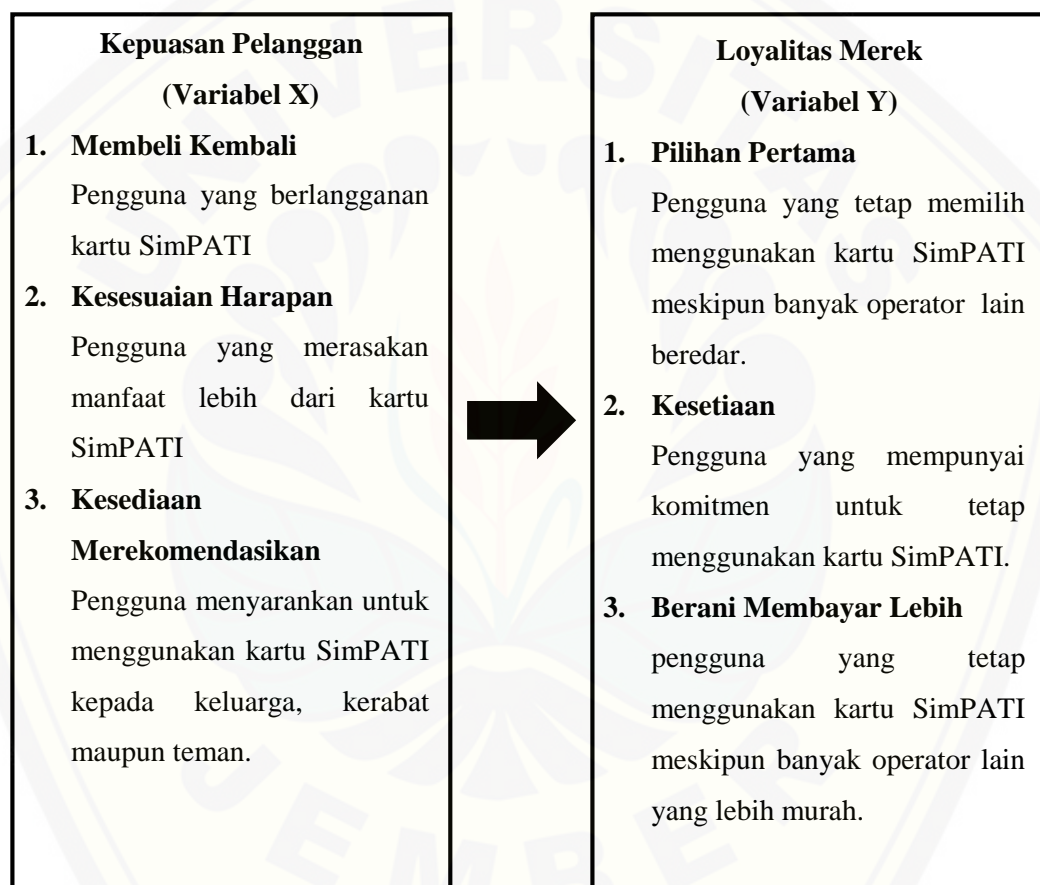 Kepuasan Pelanggan
(Variabel X)
1. Membeli Kembali
Pengguna yang berlangganan
kartu SimPATI
2. Kesesuaian Harapan
Pengguna yang merasakan
manfaat lebih dari kartu
SimPATI
3. Kesediaan
Merekomendasikan
Pengguna menyarankan untuk
menggunakan kartu SimPATI
kepada keluarga, kerabat
maupun teman.
Loyalitas Merek
(Variabel Y)
1. Pilihan Pertama
Pengguna yang tetap memilih
menggunakan kartu SimPATI
meskipun banyak operator lain
beredar.
2. Kesetiaan
Pengguna yang mempunyai
komitmen untuk tetap
menggunakan kartu SimPATI.
3. Berani Membayar Lebih
pengguna yang tetap
menggunakan kartu SimPATI
meskipun banyak operator lain
yang lebih murah.
UNIVERSITAS
JEMBER